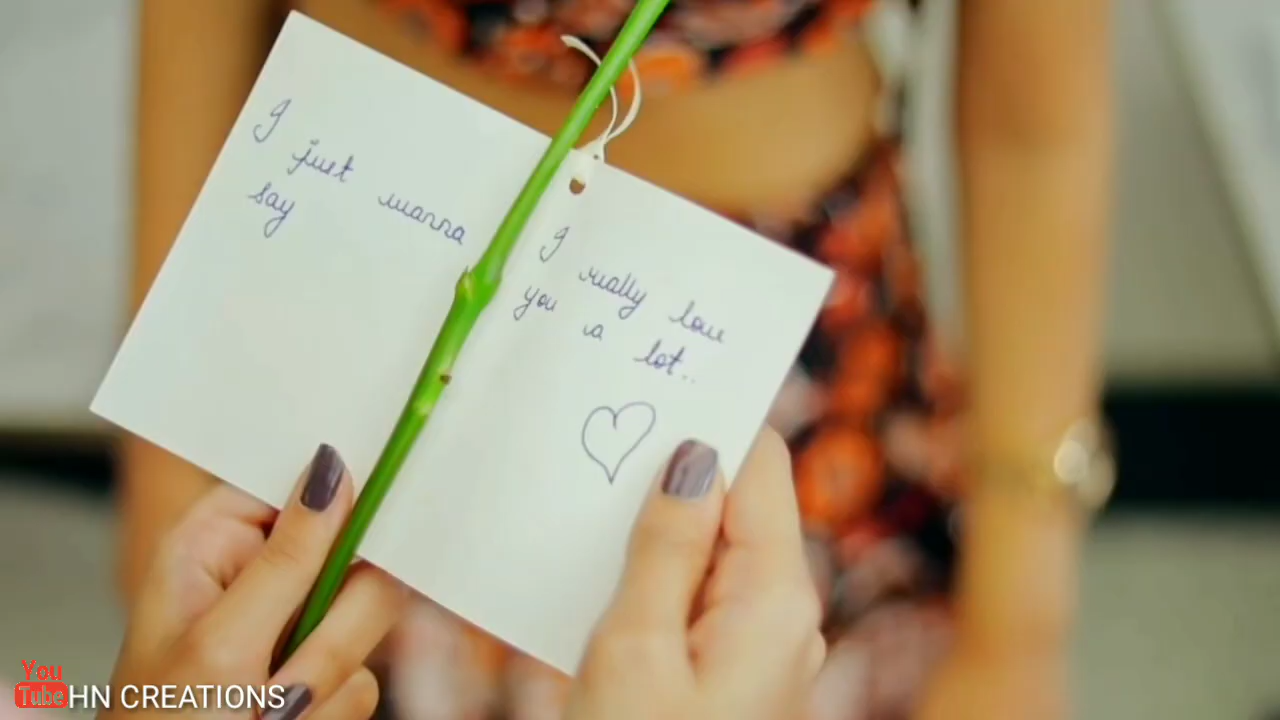 I
just wanna
say
I
really love
you a lot..
You
Tube HN CREATIONS